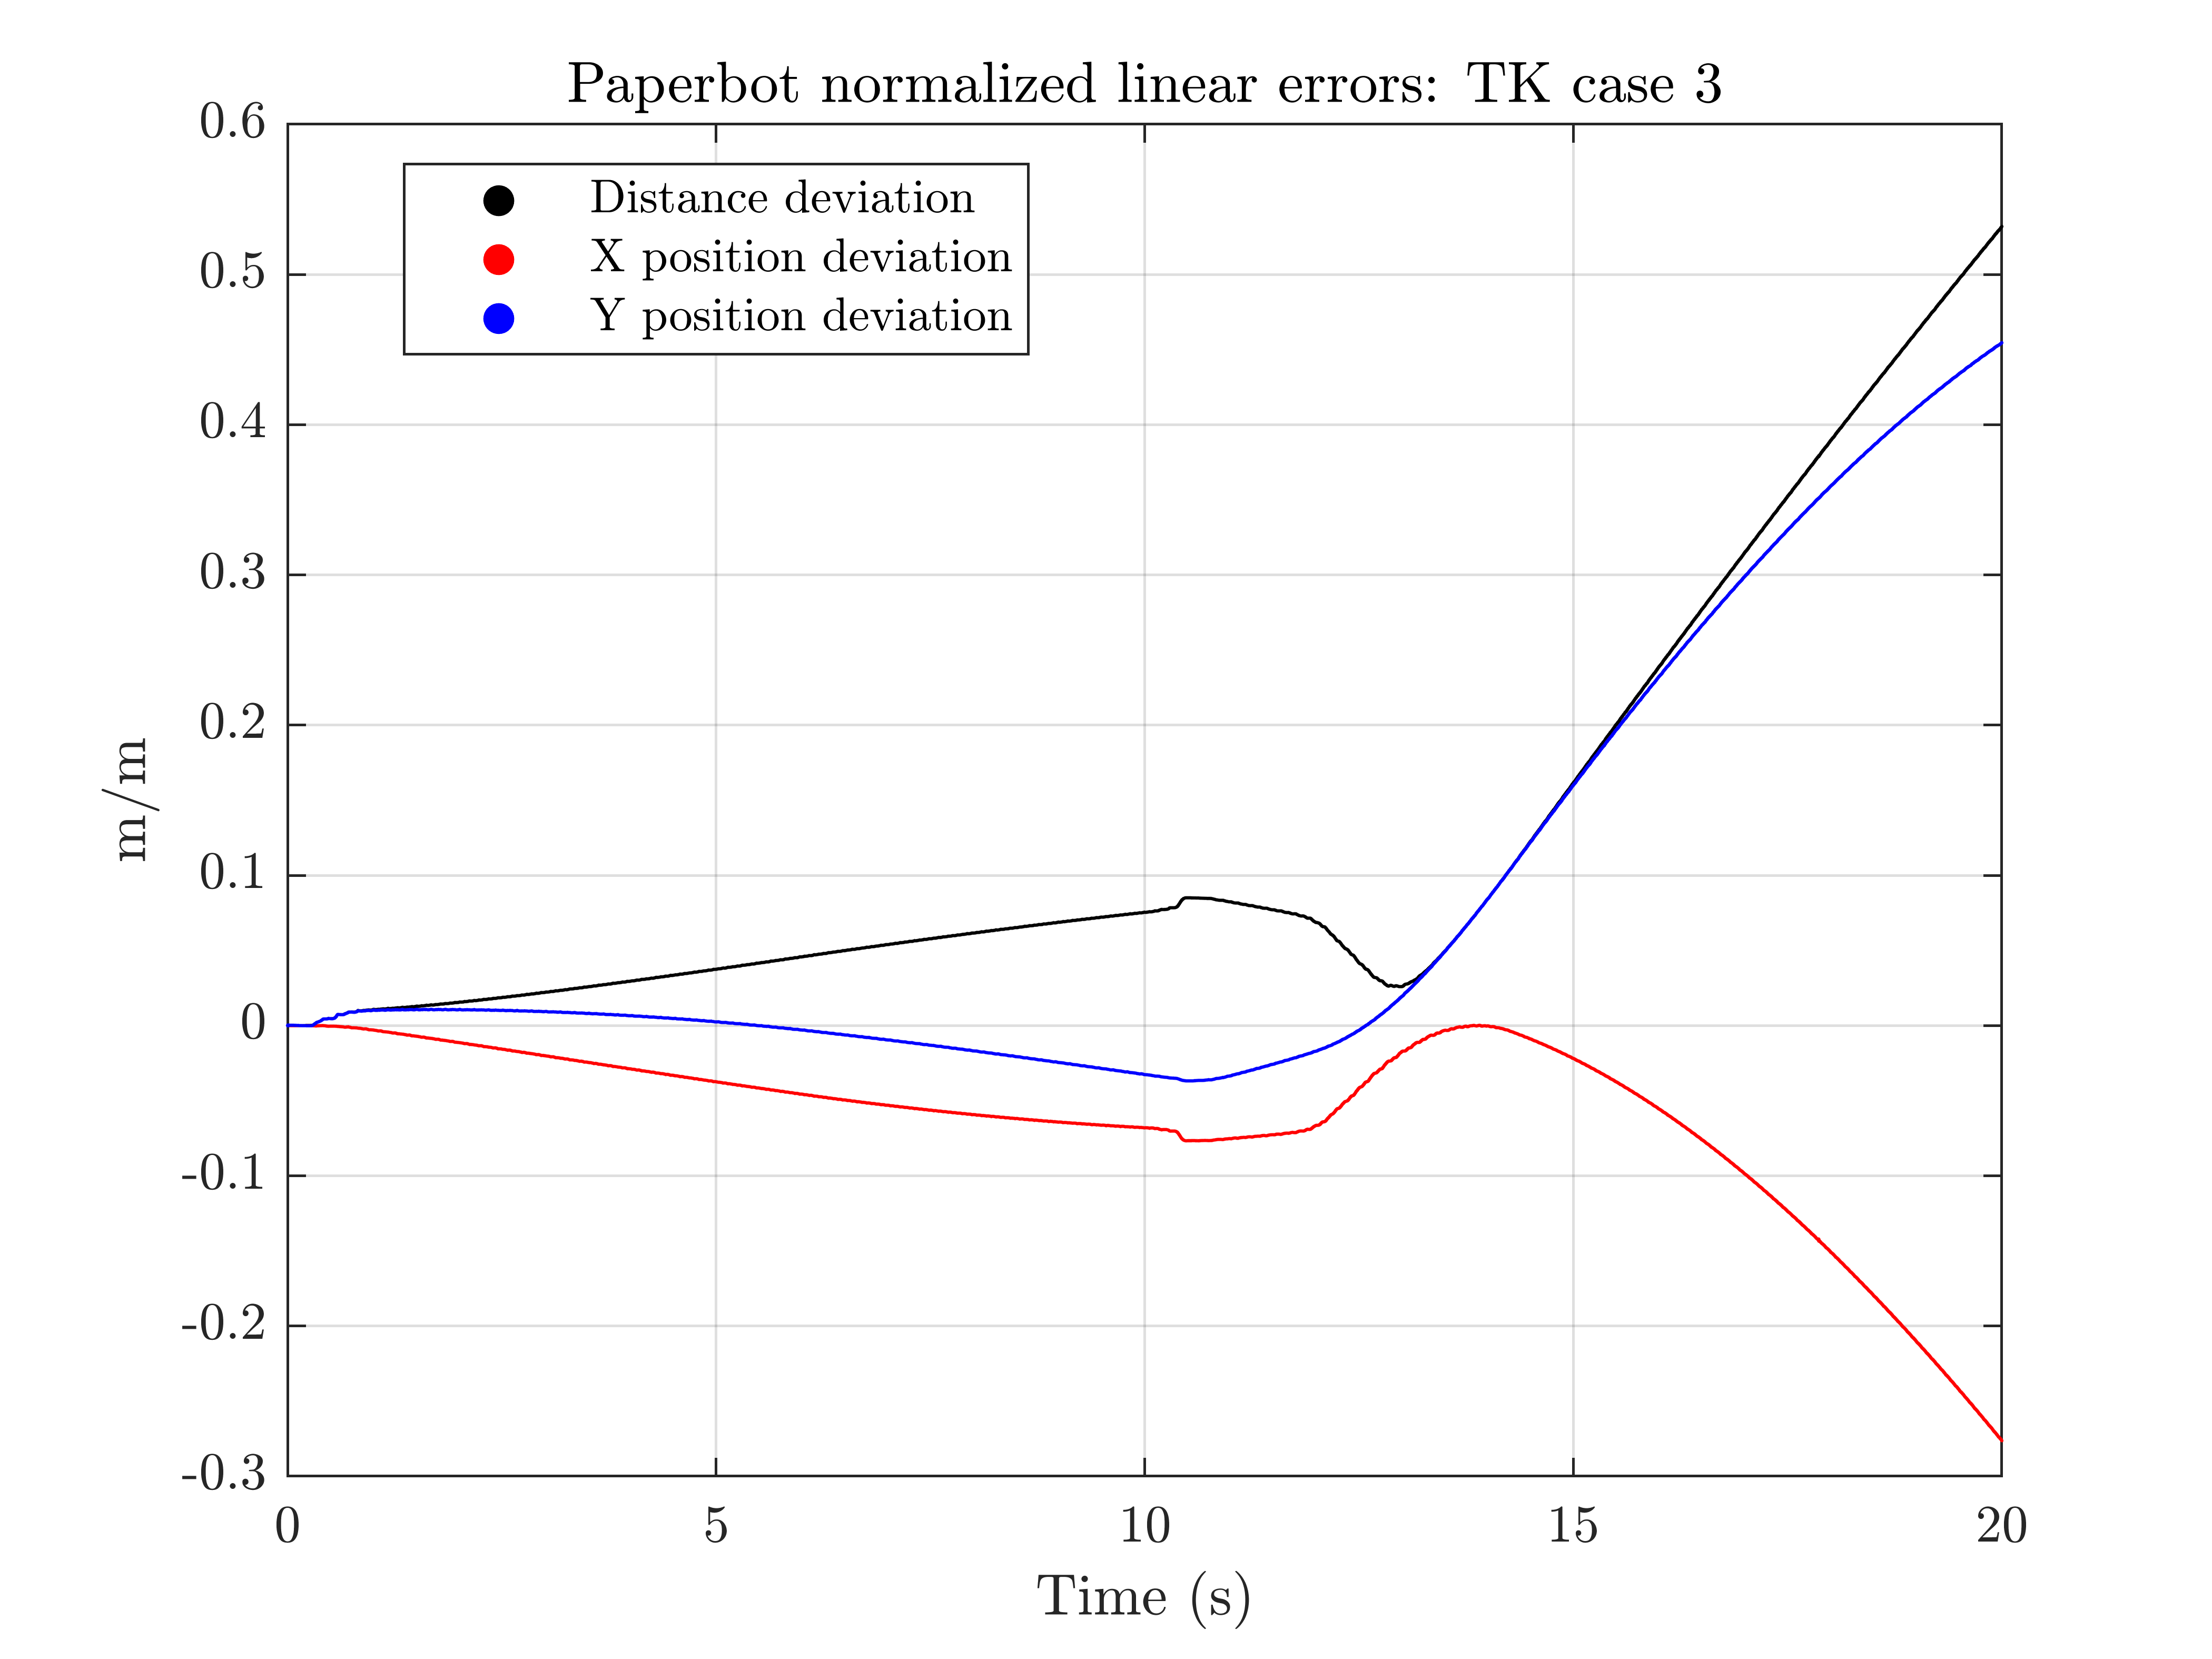 Paperbot normalized linear errors: TK case 3
0.6
0.5
0.4
0.3
0.2
0.1
0
-0.1
-0.2
-0.3
m/m
Distance deviation
X position deviation
Y position deviation
0 5 10 15 20
Time (s)